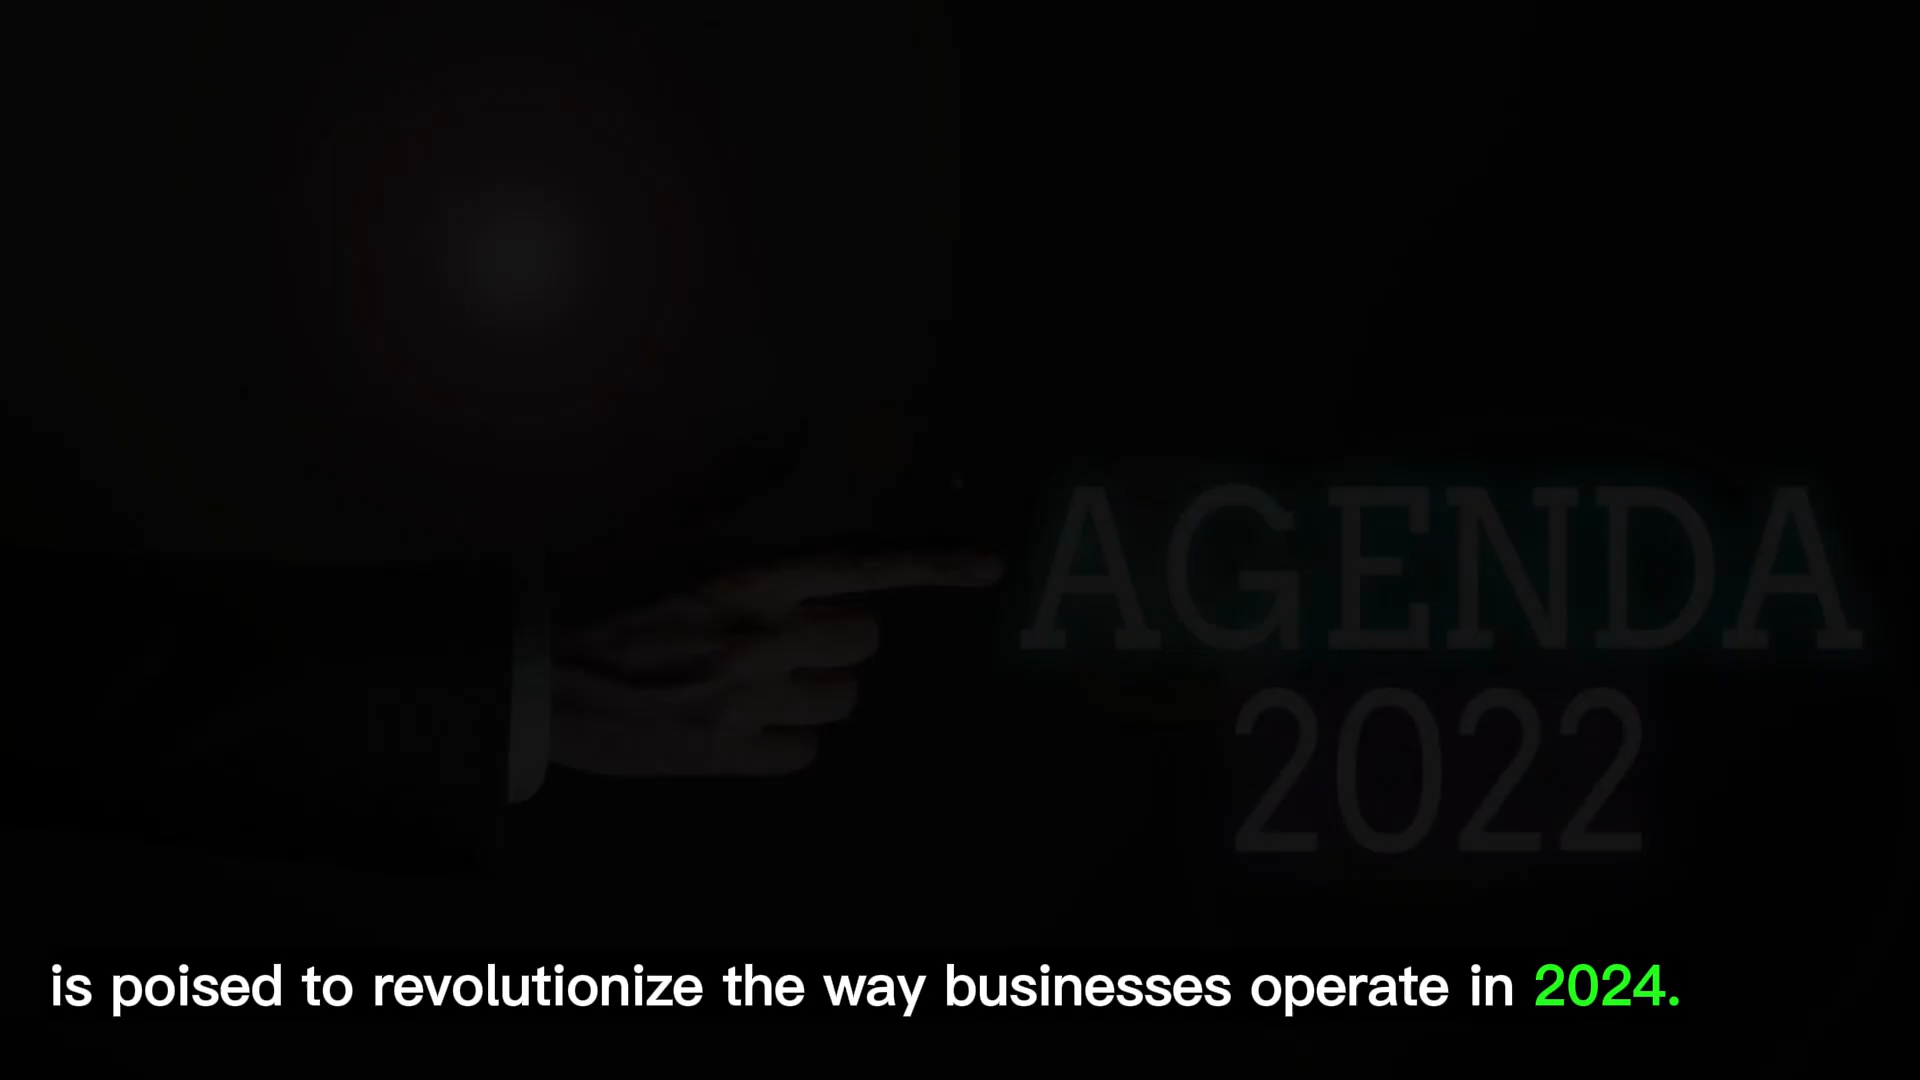 AGENDA
2022
is poised to revolutionize the way businesses operate in 2024.